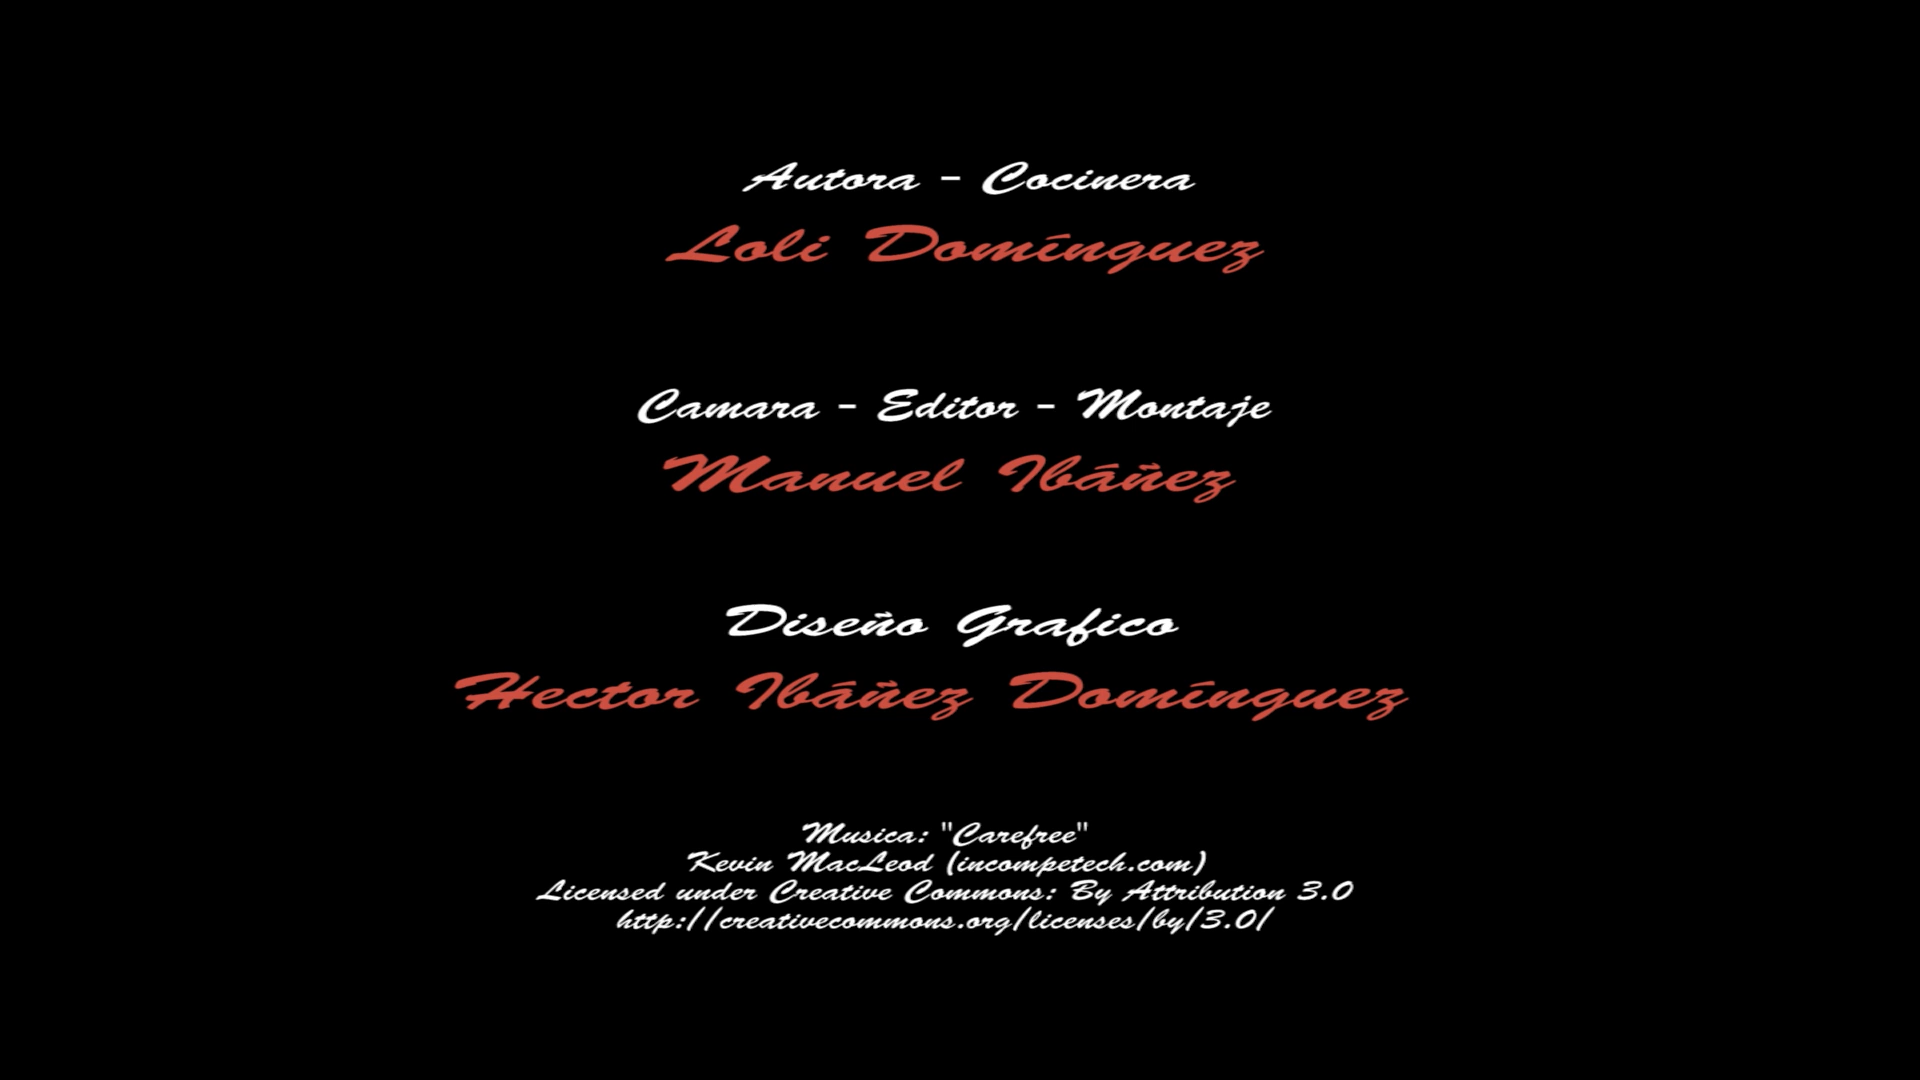 Autora - Cocinera
Loli Domínguez
Camara - Editor - Montaje
Manuel Ibáñez
Diseño Grafico
Hector Ibáñez Domínguez
Musica: "Carefree"
Kevin MacLeod (incompetech.com)
Licensed under Creative Commons: By Attribution 3.0
http://creativecommons.org/licenses/by/3.0/